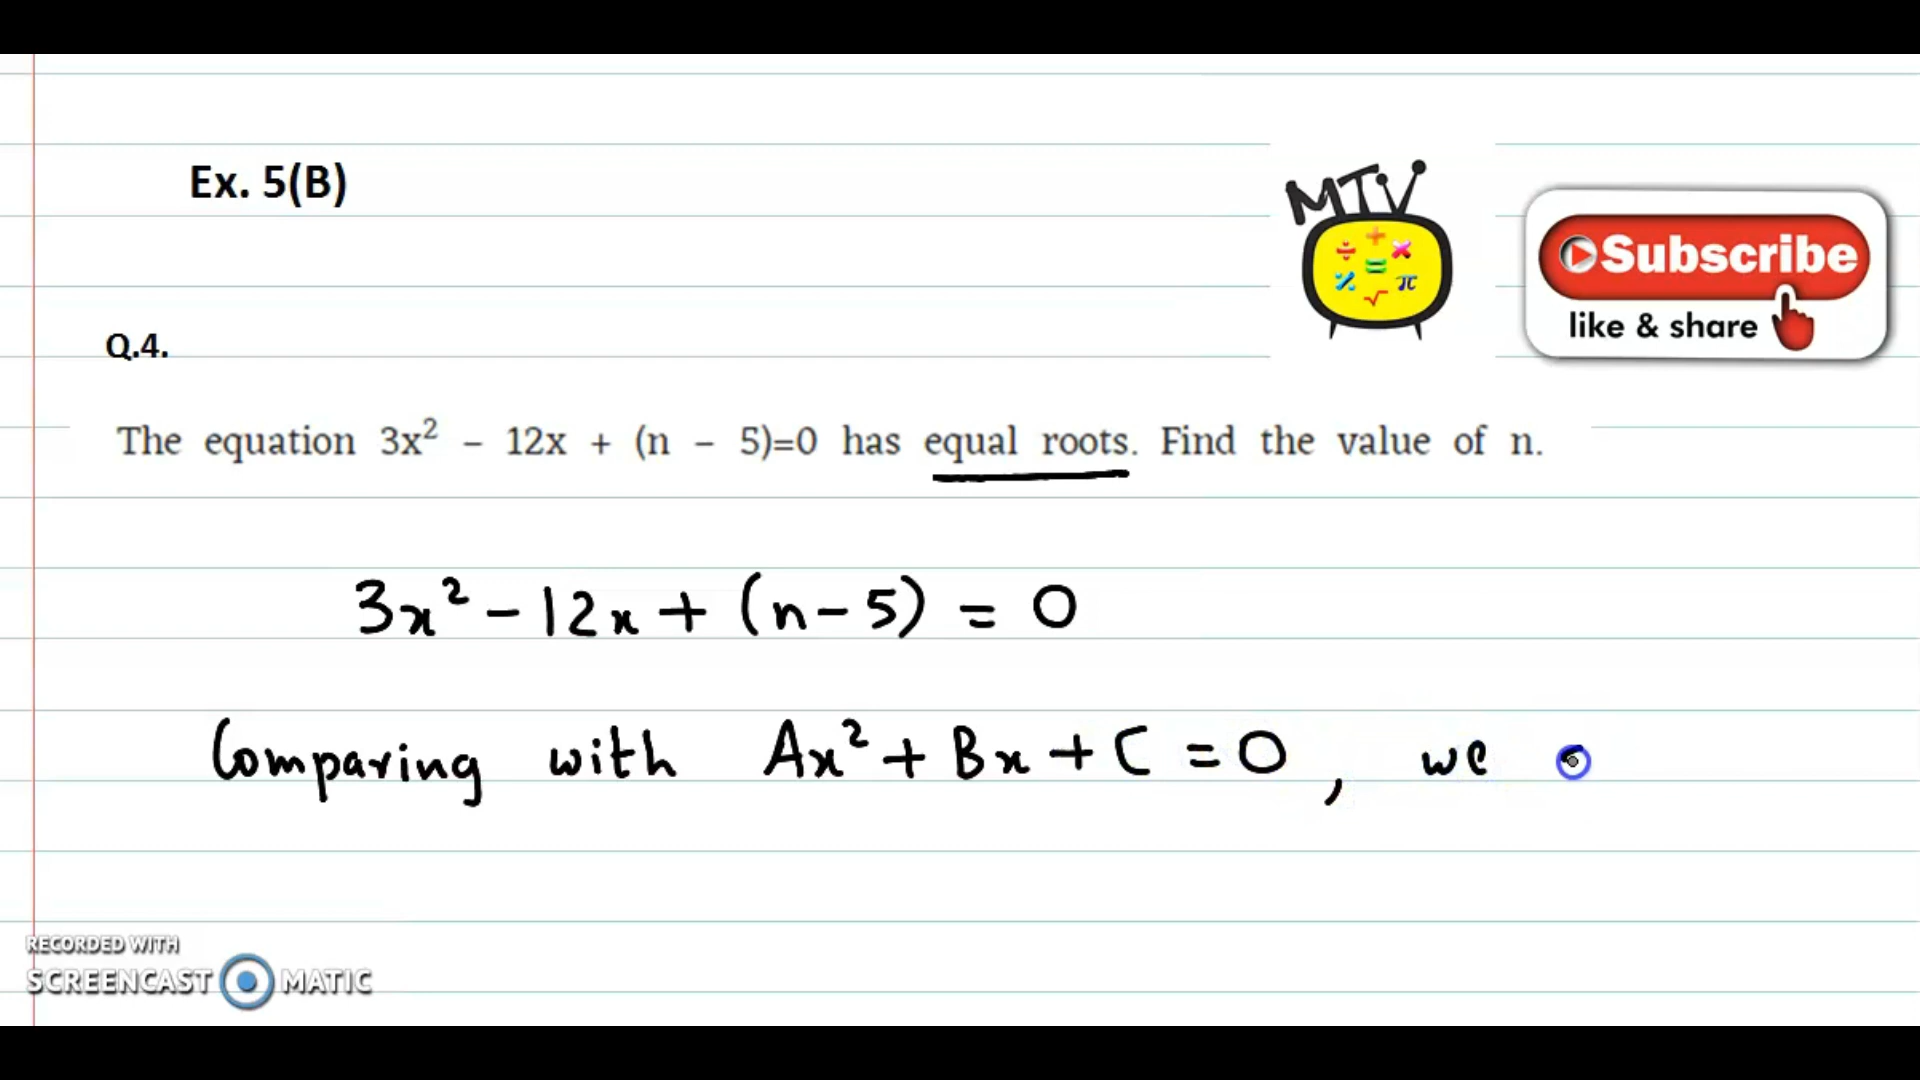 Ex. 5(B)
MTV
Subscribe
like & share
Q.4.
The equation 3x² − 12x + (n − 5)=0 has equal roots. Find the value of n.
3x² − 12x + (n − 5) = 0
Comparing with Ax² + Bx + C = 0, we
RECORDED WITH
SCREENCAST MATIC